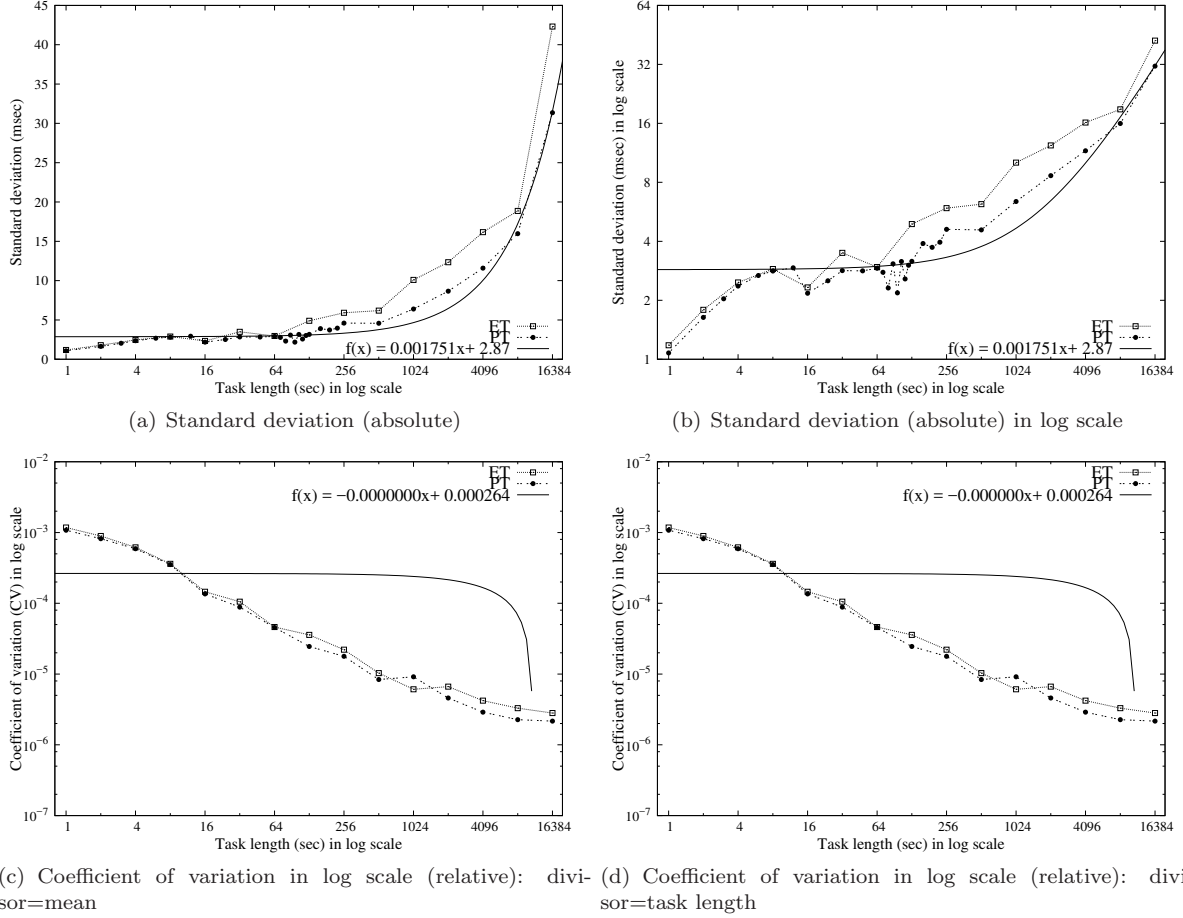 45
40
35
30
25
20
15
10
5
0
Standard deviation (msec)
1 4 16 64 256 1024 4096 16384
Task length (sec) in log scale
ET
PT
f(x) = 0.001751x+ 2.87
(a) Standard deviation (absolute)
64
32
16
8
4
2
1
Standard deviation (msec) in log scale
1 4 16 64 256 1024 4096 16384
Task length (sec) in log scale
ET
PT
f(x) = 0.001751x+ 2.87
(b) Standard deviation (absolute) in log scale
10−2
10−3
10−4
10−5
10−6
10−7
Coefficient of variation (CV) in log scale
1 4 16 64 256 1024 4096 16384
Task length (sec) in log scale
ET
PT
f(x) = −0.0000000x+ 0.000264
(c) Coefficient of variation in log scale (relative): divi-
sor=mean
10−2
10−3
10−4
10−5
10−6
10−7
Coefficient of variation (CV) in log scale
1 4 16 64 256 1024 4096 16384
Task length (sec) in log scale
ET
PT
f(x) = −0.000000x+ 0.000264
(d) Coefficient of variation in log scale (relative): divi
sor=task length